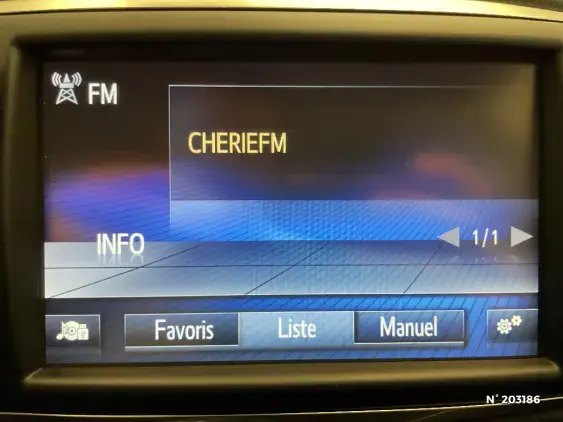 FM
CHERIEFM
INFO
1/1
Favoris Liste Manuel
N° 203186